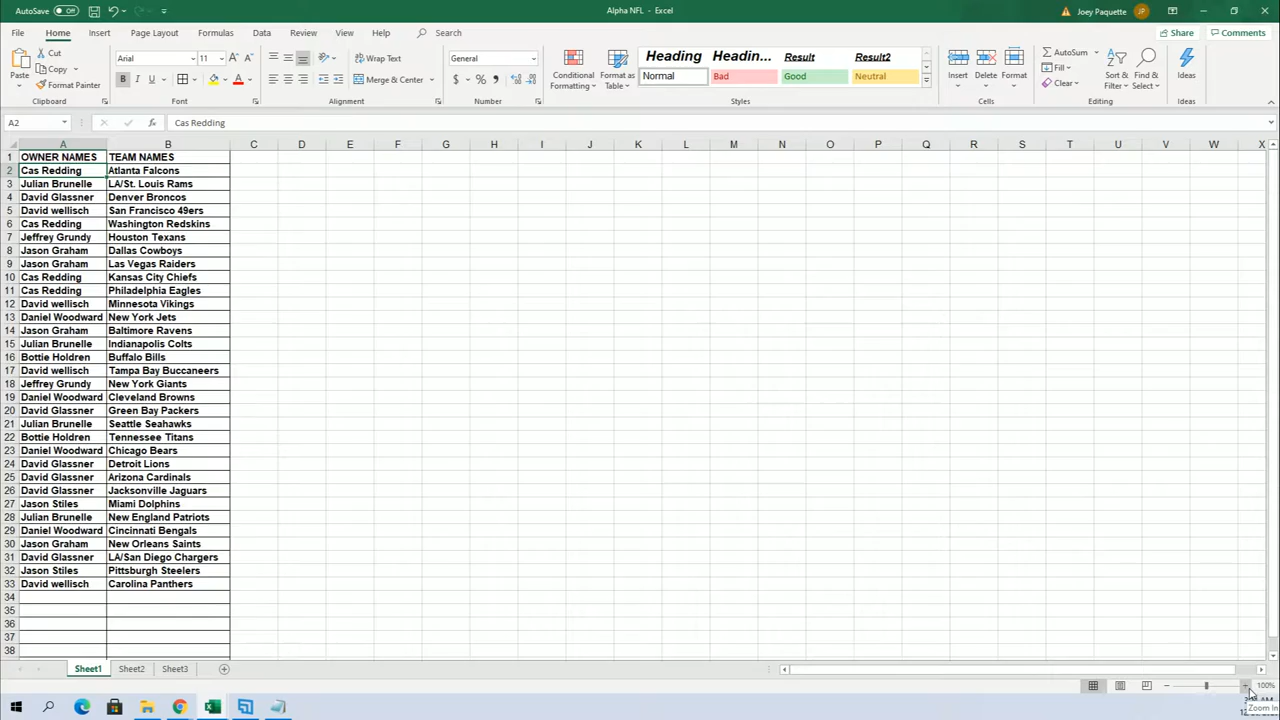 AutoSave Off Alpha NFL - Excel Joey Paquette JP
File Home Insert Page Layout Formulas Data Review View Help Search Share Comments
Paste Cut Copy Format Painter Clipboard
Arial 11 A A B I U A Font
Wrap Text Merge & Center Alignment
General $ % Number
Conditional Formatting Format as Table
Heading Headin... Result Result2
Normal Bad Good Neutral
Styles
Insert Delete Format Cells
AutoSum Fill Clear Sort & Filter Find & Select Editing
Ideas Ideas
A2 fx Cas Redding
A B C D E F G H I J K L M N O P Q R S T U V W X
1 OWNER NAMES TEAM NAMES
2 Cas Redding Atlanta Falcons
3 Julian Brunelle LA/St. Louis Rams
4 David Glassner Denver Broncos
5 David wellisch San Francisco 49ers
6 Cas Redding Washington Redskins
7 Jeffrey Grundy Houston Texans
8 Jason Graham Dallas Cowboys
9 Jason Graham Las Vegas Raiders
10 Cas Redding Kansas City Chiefs
11 Cas Redding Philadelphia Eagles
12 David wellisch Minnesota Vikings
13 Daniel Woodward New York Jets
14 Jason Graham Baltimore Ravens
15 Julian Brunelle Indianapolis Colts
16 Bottie Holdren Buffalo Bills
17 David wellisch Tampa Bay Buccaneers
18 Jeffrey Grundy New York Giants
19 Daniel Woodward Cleveland Browns
20 David Glassner Green Bay Packers
21 Julian Brunelle Seattle Seahawks
22 Bottie Holdren Tennessee Titans
23 Daniel Woodward Chicago Bears
24 David Glassner Detroit Lions
25 David Glassner Arizona Cardinals
26 David Glassner Jacksonville Jaguars
27 Jason Stiles Miami Dolphins
28 Julian Brunelle New England Patriots
29 Daniel Woodward Cincinnati Bengals
30 Jason Graham New Orleans Saints
31 David Glassner LA/San Diego Chargers
32 Jason Stiles Pittsburgh Steelers
33 David wellisch Carolina Panthers
34
35
36
37
38
Sheet1 Sheet2 Sheet3
100%
AM
Zoom In